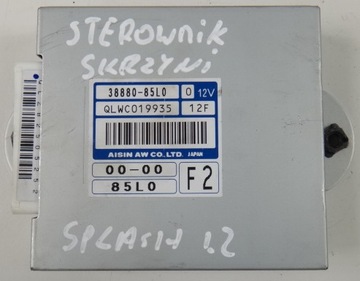 STEROWNIK
SKRZYNI
38880-85L0 0 12V
QLWC019935 12F
AISIN AW CO.,LTD. JAPAN
00-00
85L0 F2
SPLASH 1.2